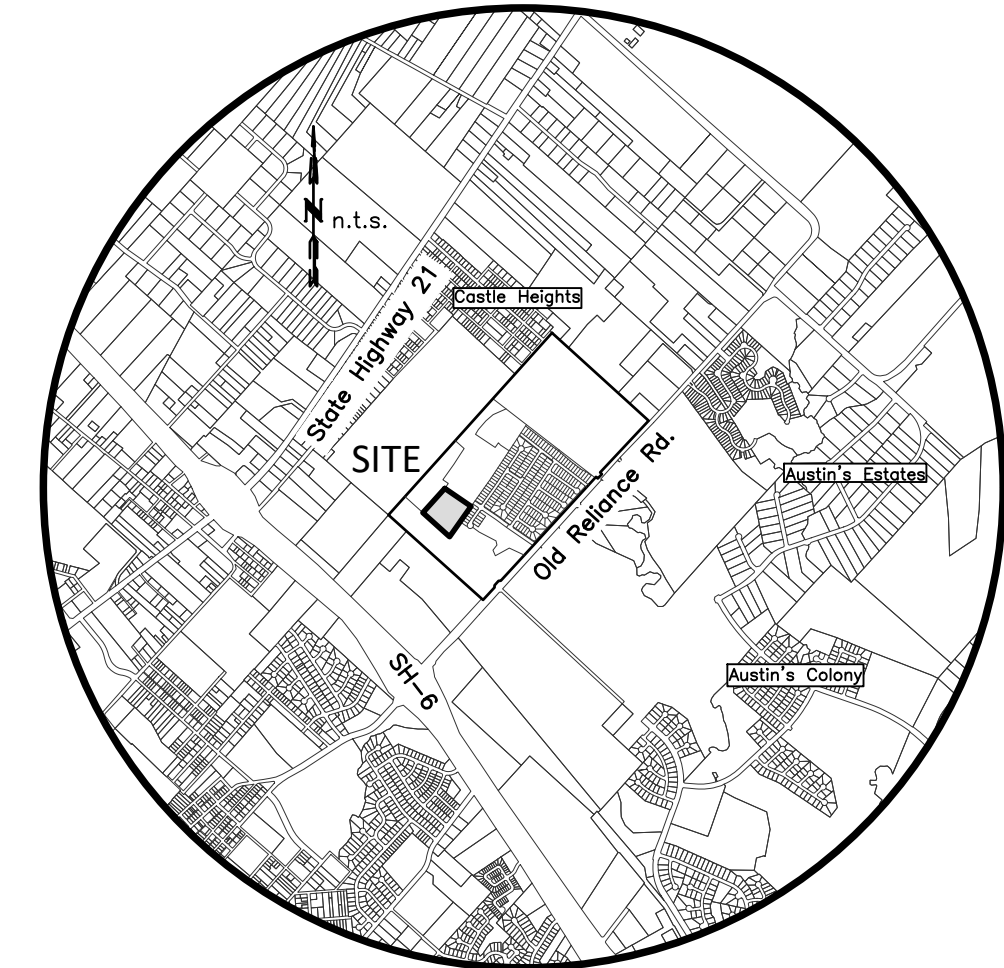 N n.t.s.
State Highway 21
Castle Heights
SITE
Old Reliance Rd.
Austin's Estates
SH-6
Austin's Colony